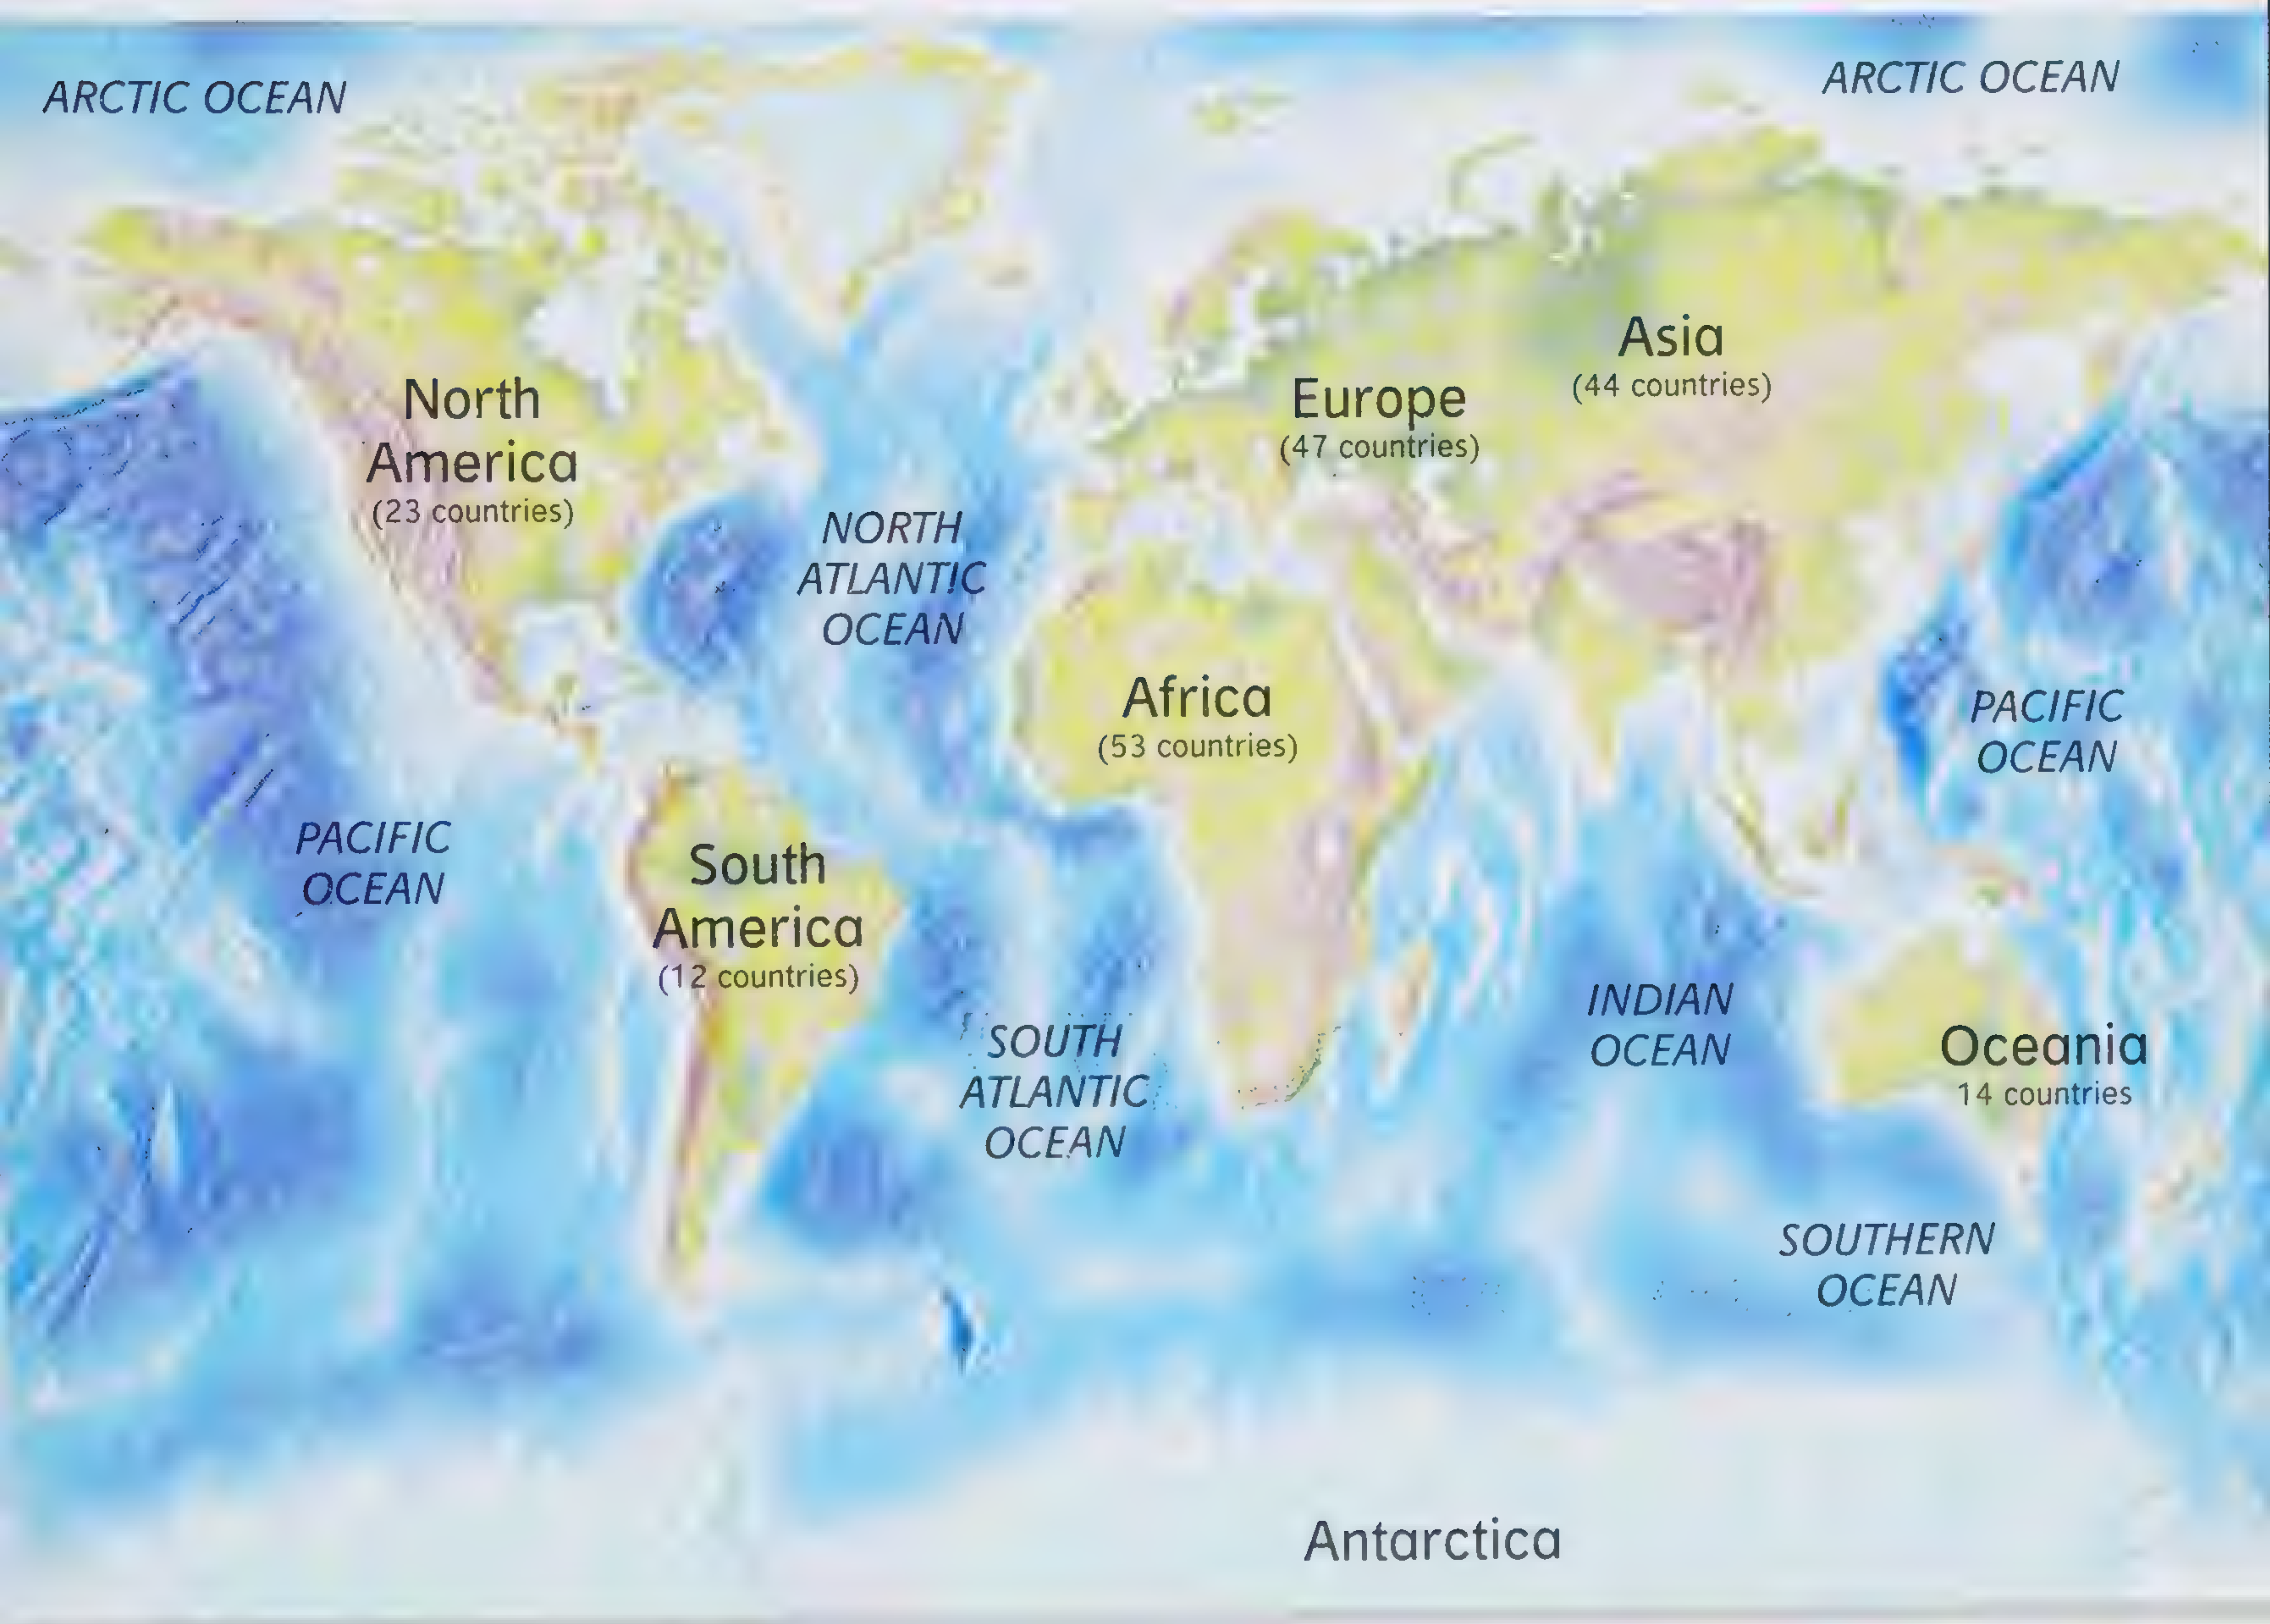 ARCTIC OCEAN
ARCTIC OCEAN
North
America
(23 countries)
Europe
(47 countries)
Asia
(44 countries)
NORTH
ATLANTIC
OCEAN
Africa
(53 countries)
PACIFIC
OCEAN
PACIFIC
OCEAN
South
America
(12 countries)
SOUTH
ATLANTIC
OCEAN
INDIAN
OCEAN
Oceania
14 countries
SOUTHERN
OCEAN
Antarctica